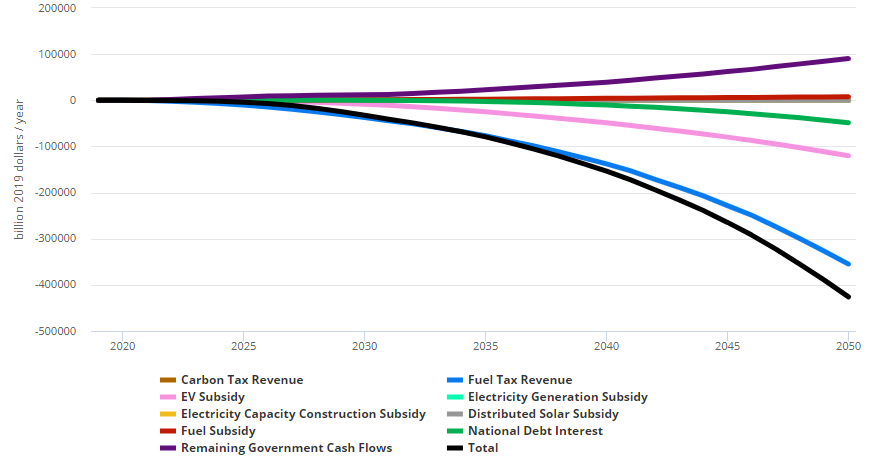 200000
100000
0
-100000
-200000
-300000
-400000
-500000
billion 2019 dollars / year
2020 2025 2030 2035 2040 2045 2050
Carbon Tax Revenue Fuel Tax Revenue
EV Subsidy Electricity Generation Subsidy
Electricity Capacity Construction Subsidy Distributed Solar Subsidy
Fuel Subsidy National Debt Interest
Remaining Government Cash Flows Total